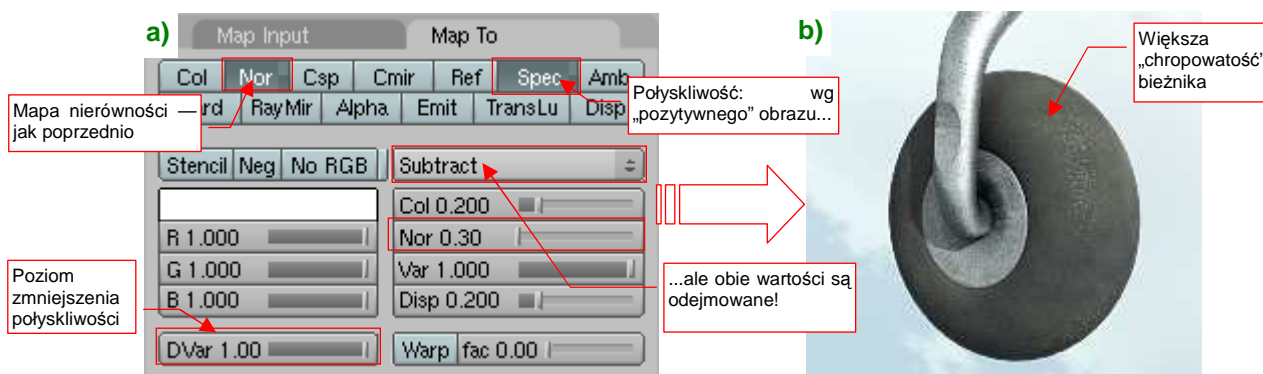 a)
Map Input Map To
Col Nor Csp Cmir Ref Spec Amb
RayMir Alpha Emit TransLu Disp
Mapa nierówności —
jak poprzednio
Połyskliwość: wg
„pozytywnego” obrazu...
Stencil Neg No RGB Subtract
Col 0.200
R 1.000 Nor 0.30
G 1.000 Var 1.000
B 1.000 Disp 0.200
DVar 1.00 Warp fac 0.00
Poziom
zmniejszenia
połyskliwości
...ale obie wartości są
odejmowane!
b)
Większa
„chropowatość”
bieżnika